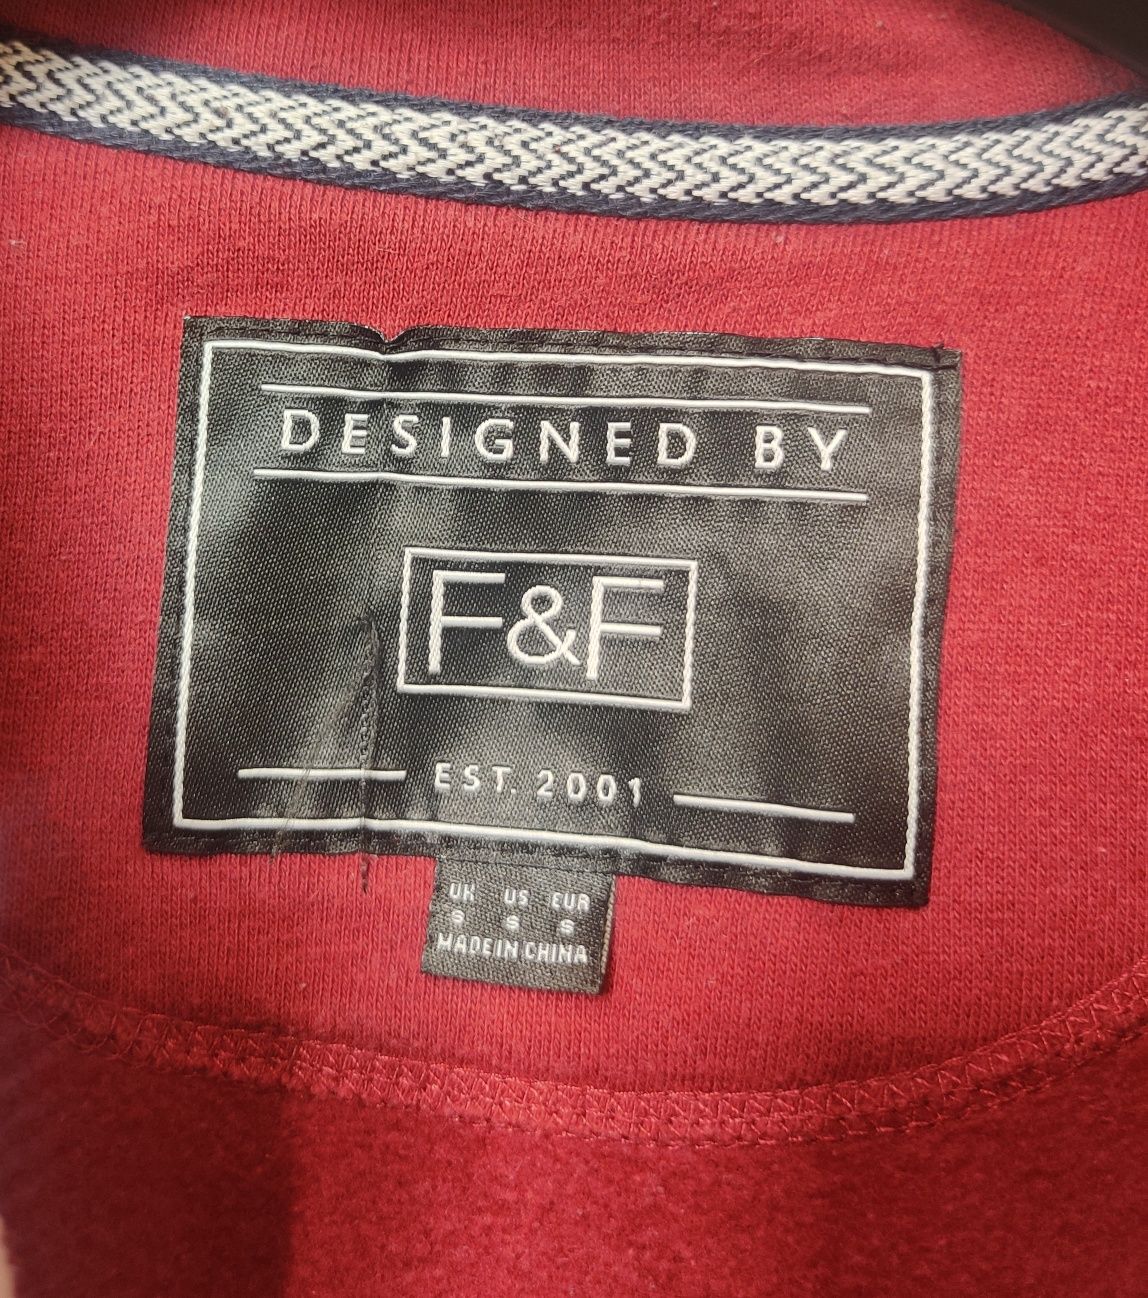 DESIGNED BY
F&F
EST. 2001
UK US EUR
S S S
MADE IN CHINA